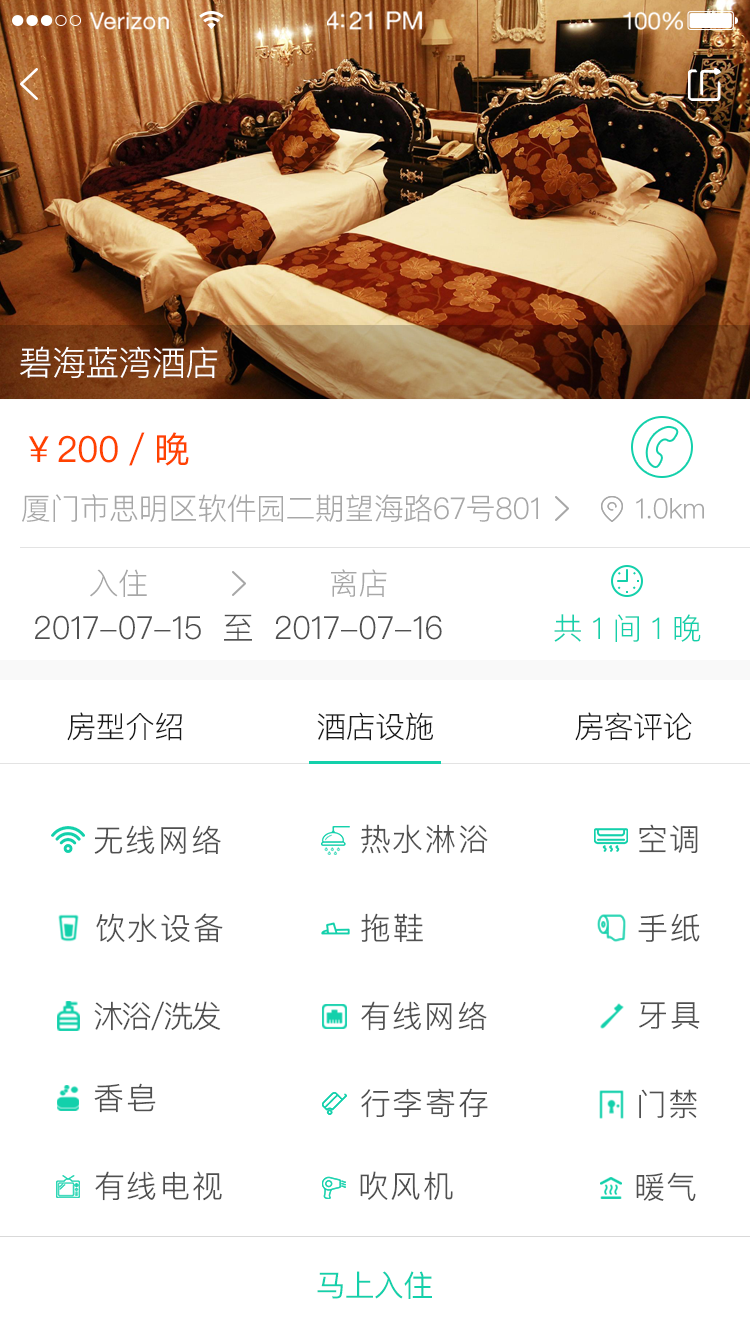 Verizon 4:21 PM 100%
碧海蓝湾酒店
￥200 / 晚
厦门市思明区软件园二期望海路67号801 1.0km
入住 离店
2017-07-15 至 2017-07-16 共 1 间 1 晚
房型介绍 酒店设施 房客评论
无线网络 热水淋浴 空调
饮水设备 拖鞋 手纸
沐浴/洗发 有线网络 牙具
香皂 行李寄存 门禁
有线电视 吹风机 暖气
马上入住